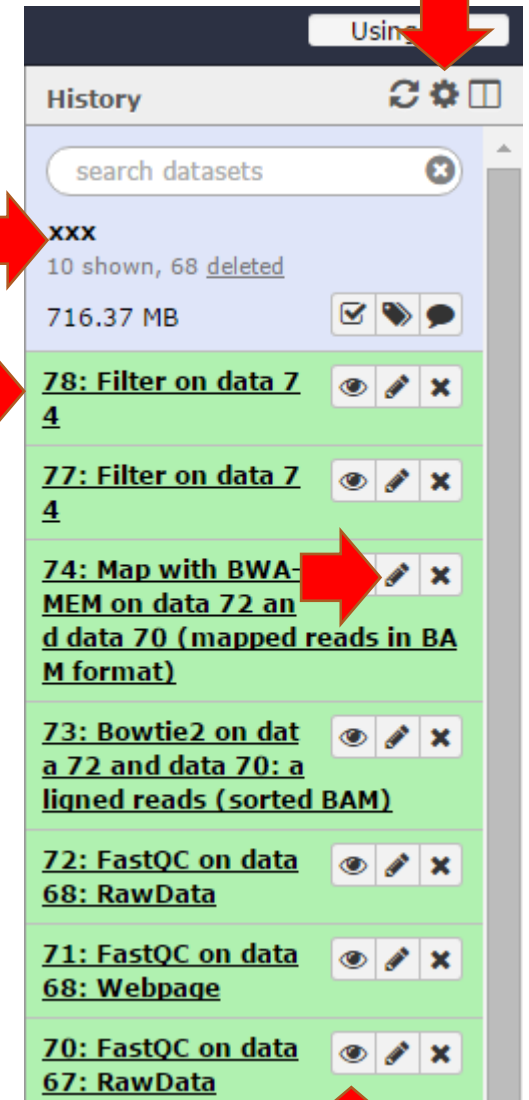 Using
History
search datasets
xxx
10 shown, 68 deleted
716.37 MB
78: Filter on data 7
4
77: Filter on data 7
4
74: Map with BWA-
MEM on data 72 an
d data 70 (mapped reads in BA
M format)
73: Bowtie2 on dat
a 72 and data 70: a
ligned reads (sorted BAM)
72: FastQC on data
68: RawData
71: FastQC on data
68: Webpage
70: FastQC on data
67: RawData